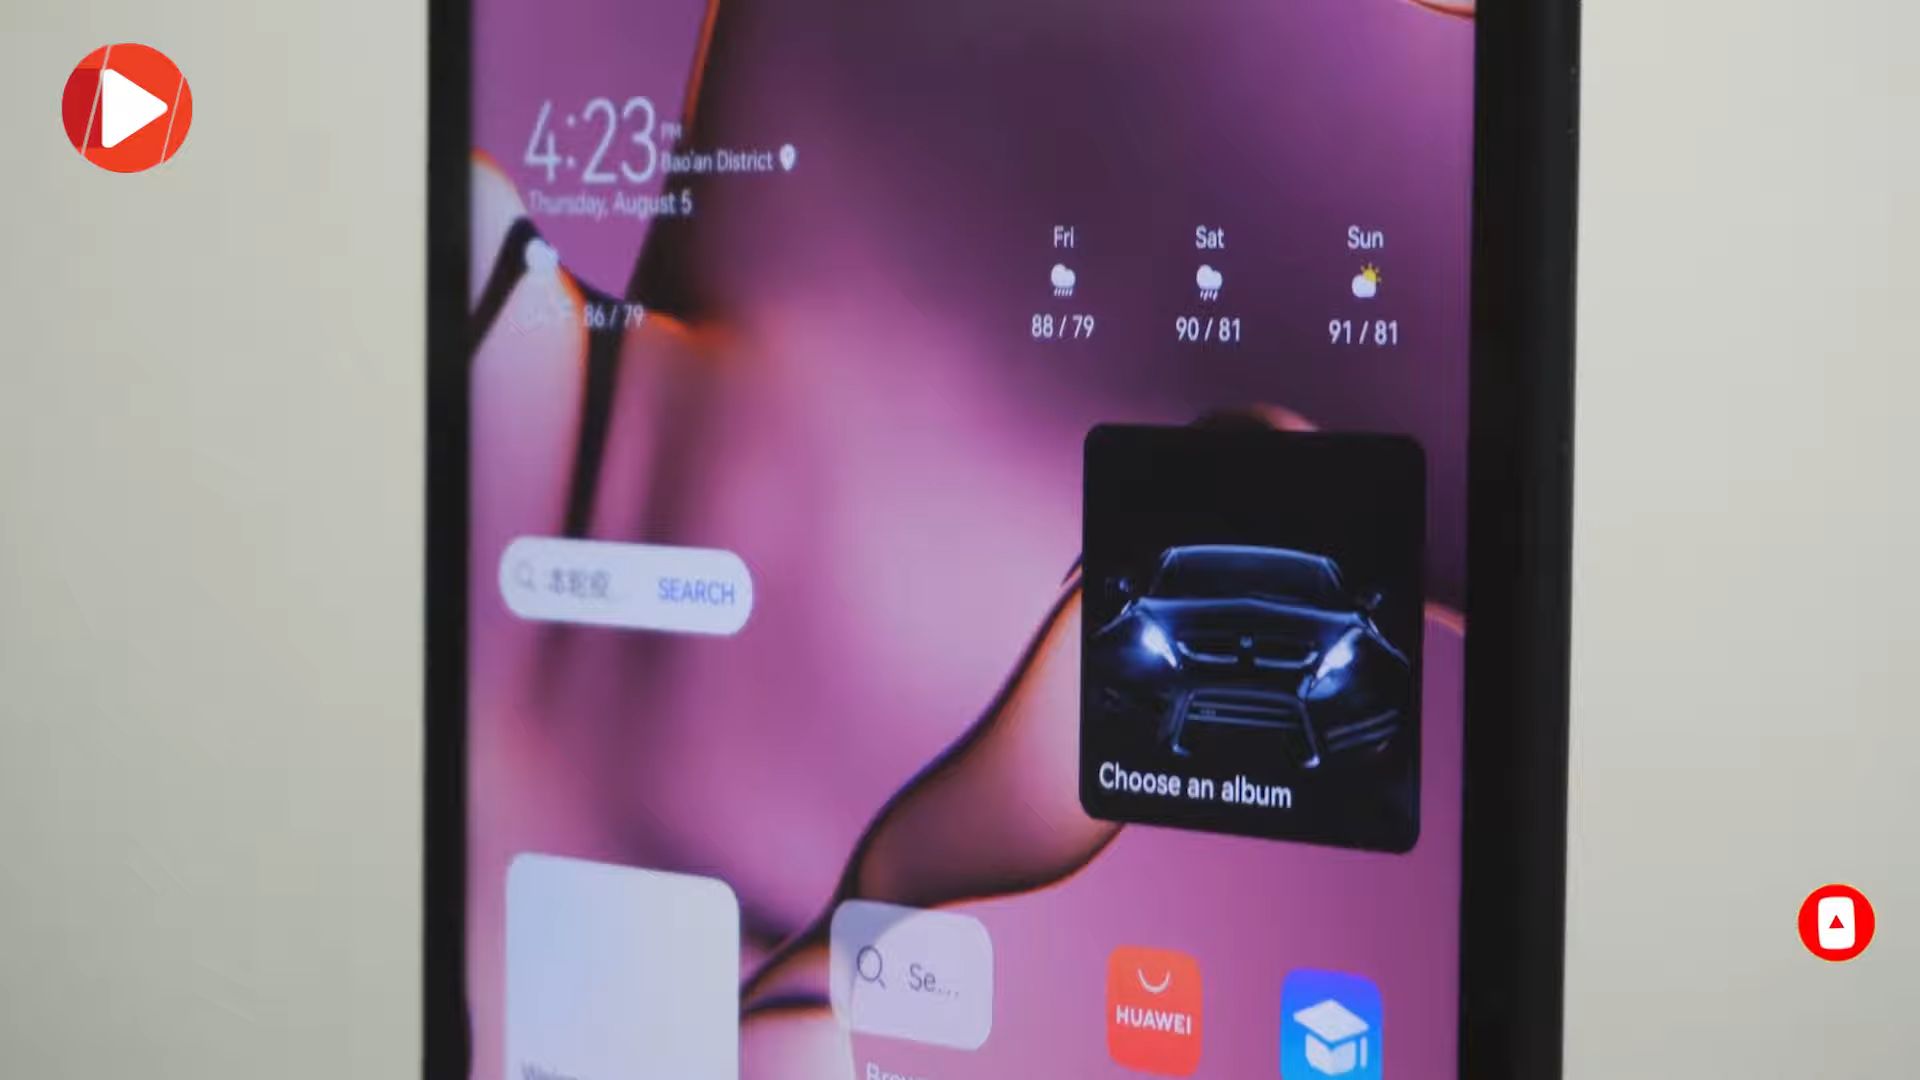 4:23 PM
Bao'an District
Thursday, August 5
Fri
Sat
Sun
86 / 79
88 / 79
90 / 81
91 / 81
SEARCH
Choose an album
Se...
HUAWEI